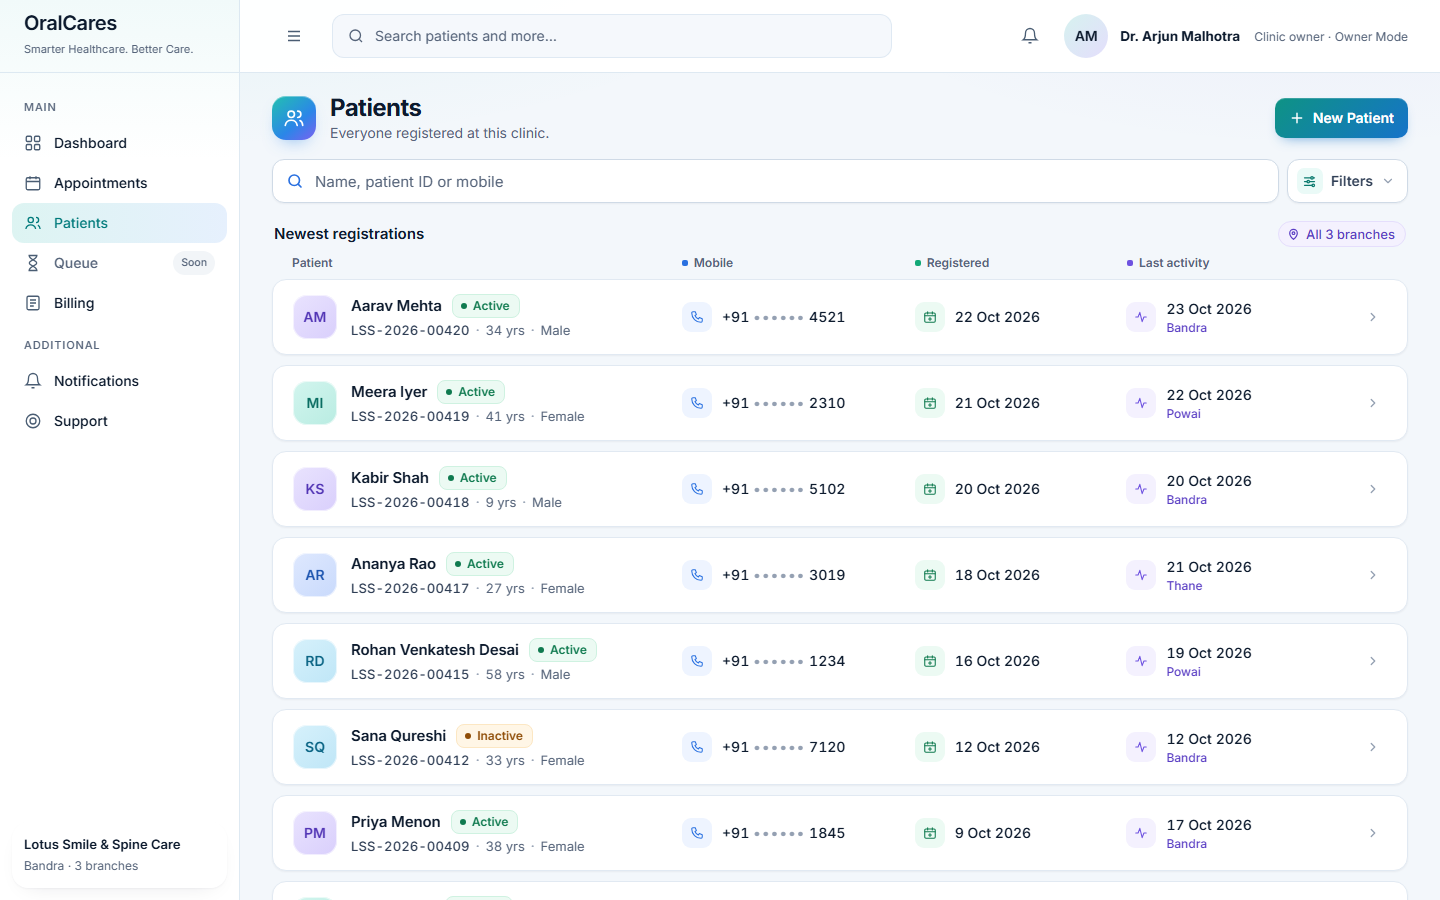 OralCares
Smarter Healthcare. Better Care.
Search patients and more...
AM
Dr. Arjun Malhotra
Clinic owner · Owner Mode
MAIN
Dashboard
Appointments
Patients
Queue
Soon
Billing
ADDITIONAL
Notifications
Support
Lotus Smile & Spine Care
Bandra · 3 branches
Patients
Everyone registered at this clinic.
+ New Patient
Name, patient ID or mobile
Filters
Newest registrations
All 3 branches
Patient
Mobile
Registered
Last activity
AM
Aarav Mehta
Active
LSS-2026-00420 · 34 yrs · Male
+91 •••••• 4521
22 Oct 2026
23 Oct 2026
Bandra
MI
Meera Iyer
Active
LSS-2026-00419 · 41 yrs · Female
+91 •••••• 2310
21 Oct 2026
22 Oct 2026
Powai
KS
Kabir Shah
Active
LSS-2026-00418 · 9 yrs · Male
+91 •••••• 5102
20 Oct 2026
20 Oct 2026
Bandra
AR
Ananya Rao
Active
LSS-2026-00417 · 27 yrs · Female
+91 •••••• 3019
18 Oct 2026
21 Oct 2026
Thane
RD
Rohan Venkatesh Desai
Active
LSS-2026-00415 · 58 yrs · Male
+91 •••••• 1234
16 Oct 2026
19 Oct 2026
Powai
SQ
Sana Qureshi
Inactive
LSS-2026-00412 · 33 yrs · Female
+91 •••••• 7120
12 Oct 2026
12 Oct 2026
Bandra
PM
Priya Menon
Active
LSS-2026-00409 · 38 yrs · Female
+91 •••••• 1845
9 Oct 2026
17 Oct 2026
Bandra